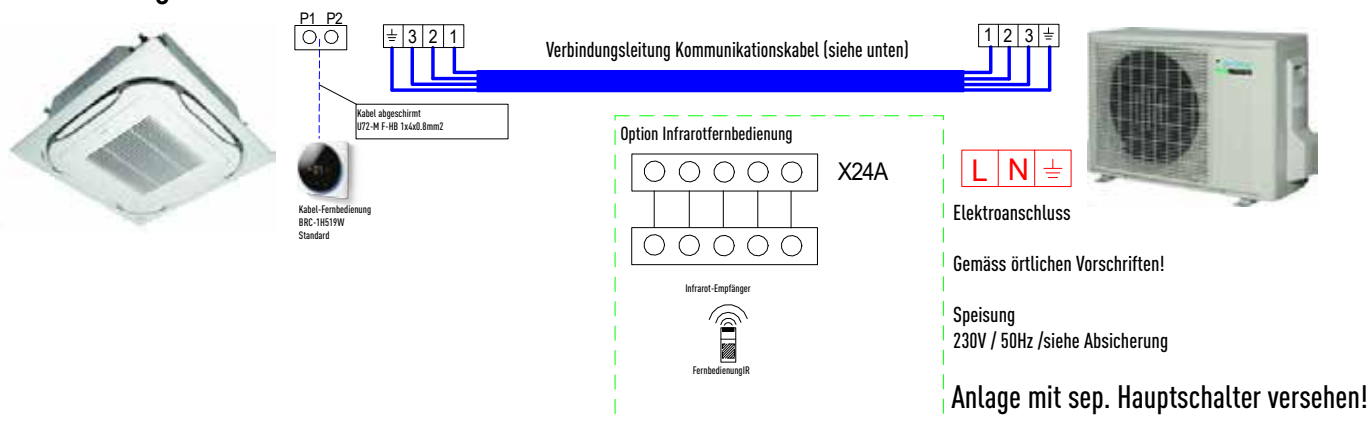 P1 P2
⏚ 3 2 1
Verbindungsleitung Kommunikationskabel (siehe unten)
1 2 3 ⏚
Kabel abgeschirmt
U72-M F-HB 1x4x0.8mm2
Kabel-Fernbedienung
BRC-1H519W
Standard
Option Infrarotfernbedienung
X24A
Infrarot-Empfänger
FernbedienungIR
L N ⏚
Elektroanschluss
Gemäss örtlichen Vorschriften!
Speisung
230V / 50Hz /siehe Absicherung
Anlage mit sep. Hauptschalter versehen!